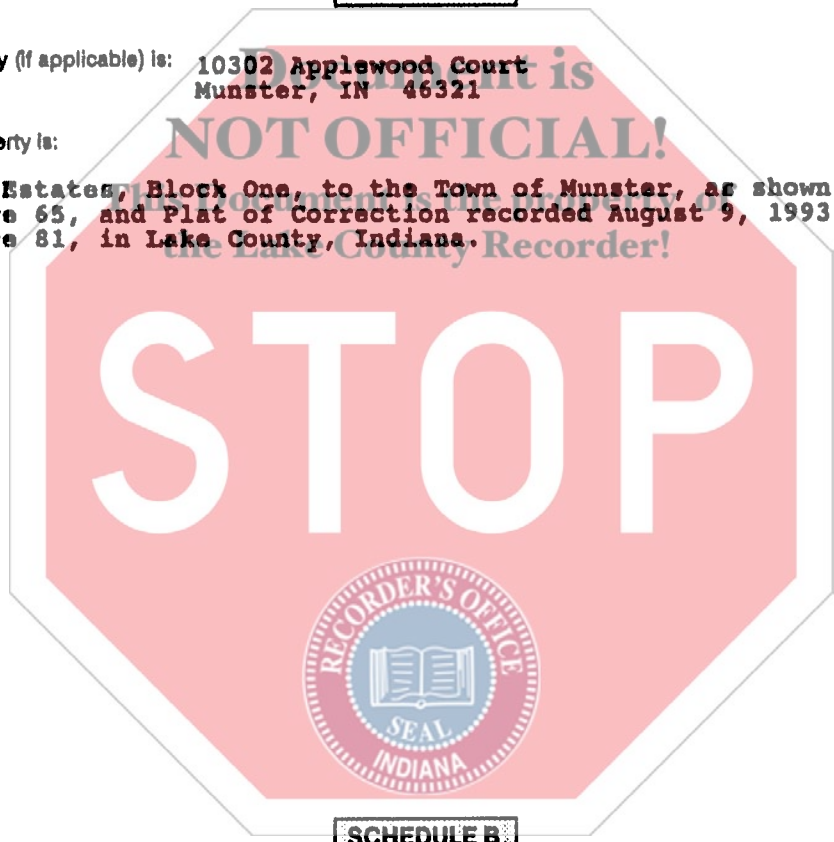 y (if applicable) is: 10302 Applewood Court
Munster, IN 46321
Document is
NOT OFFICIAL!
This Document is the property of
the Lake County Recorder!
erty is:
Estates, Block One, to the Town of Munster, as shown
e 65, and Plat of Correction recorded August 9, 1993
e 81, in Lake County, Indiana.
STOP
RECORDER'S OFFICE
SEAL
INDIANA
SCHEDULE B